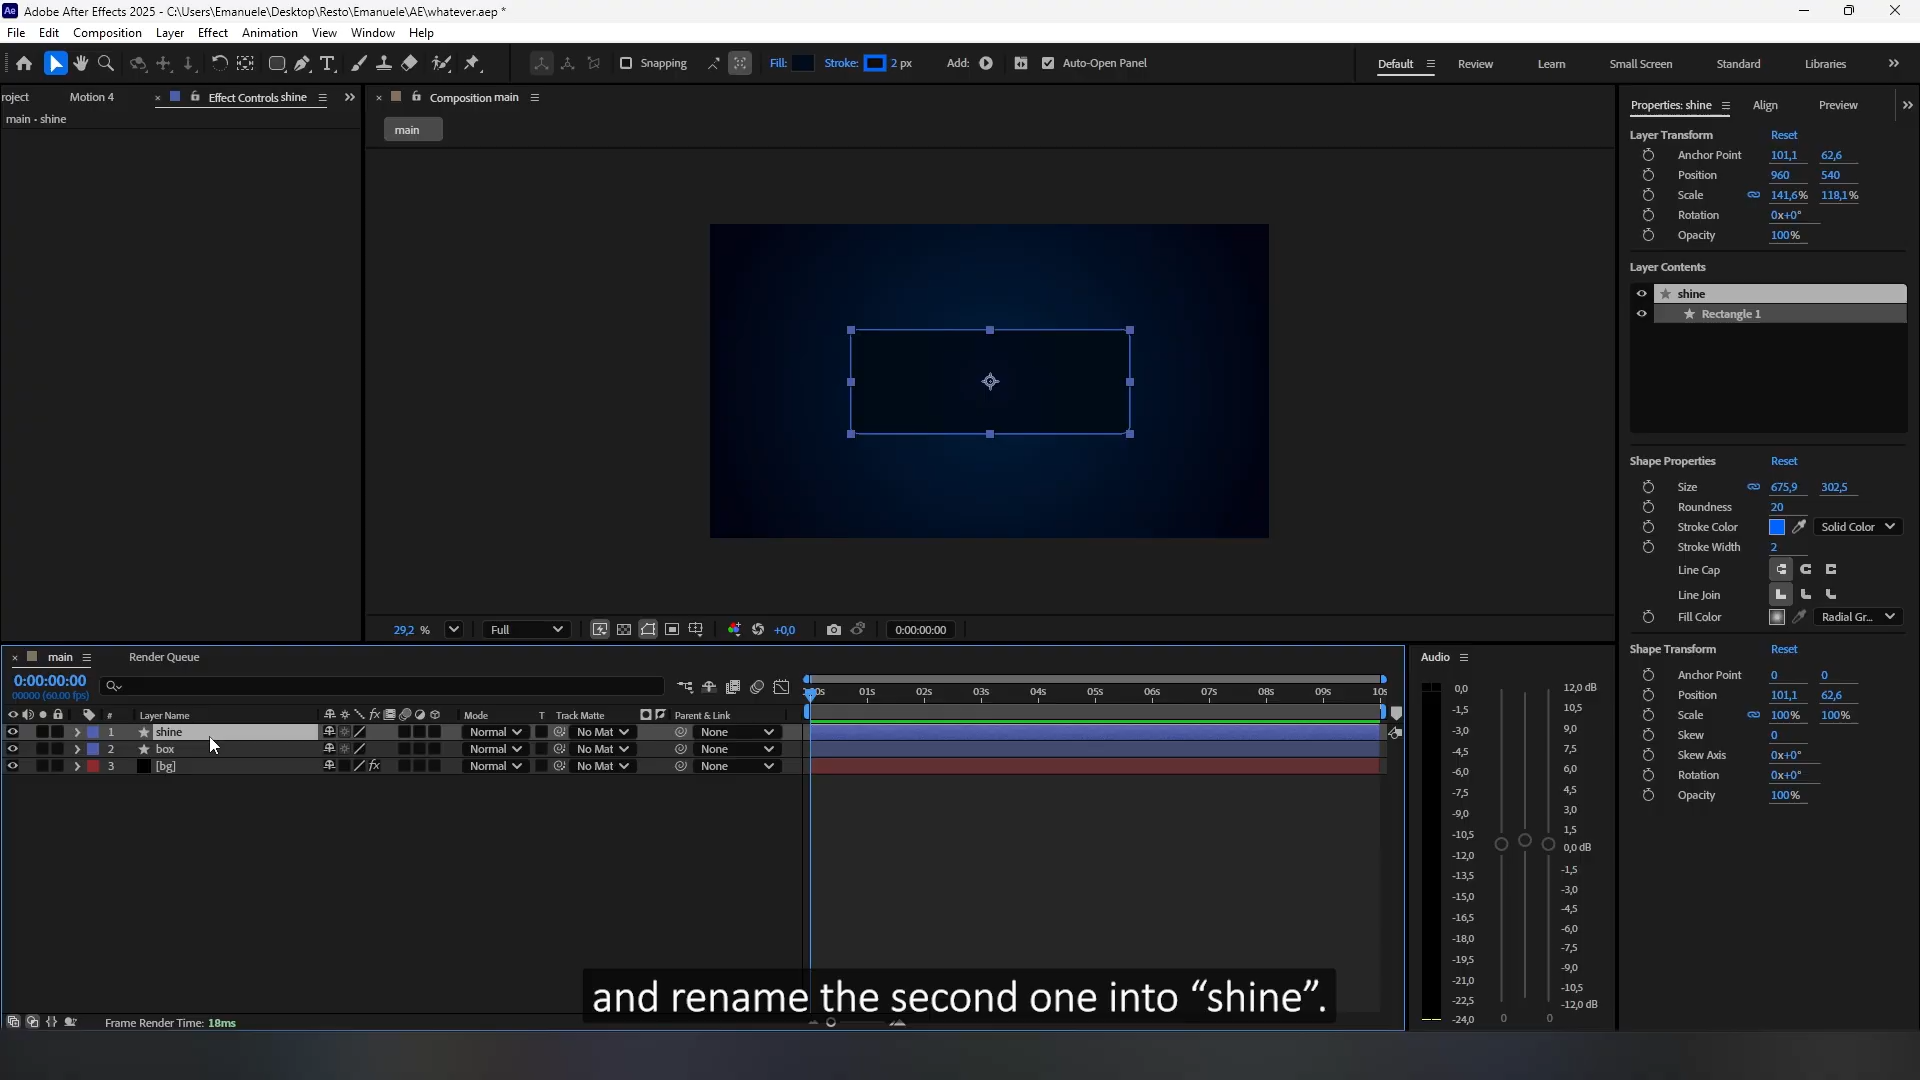 Adobe After Effects 2025 - C:\Users\Emanuele\Desktop\Resto\Emanuele\AE\whatever.aep *
File Edit Composition Layer Effect Animation View Window Help
Snapping Fill: Stroke: 2 px Add: Auto-Open Panel Default Review Learn Small Screen Standard Libraries
roject Motion 4 Effect Controls shine
main - shine
Composition main
main
29,2 % Full +0,0 0:00:00:00
Properties: shine Align Preview
Layer Transform Reset
Anchor Point 101,1 62,6
Position 960 540
Scale 141,6% 118,1%
Rotation 0x+0°
Opacity 100%
Layer Contents
shine
Rectangle 1
Shape Properties Reset
Size 675,9 302,5
Roundness 20
Stroke Color Solid Color
Stroke Width 2
Line Cap
Line Join
Fill Color Radial Gr...
Shape Transform Reset
Anchor Point 0 0
Position 101,1 62,6
Scale 100% 100%
Skew 0
Skew Axis 0x+0°
Rotation 0x+0°
Opacity 100%
main Render Queue
0:00:00:00
00000 (60.00 fps)
01s 02s 03s 04s 05s 06s 07s 08s 09s 10s
# Layer Name Mode T Track Matte Parent & Link
1 shine Normal No Mat None
2 box Normal No Mat None
3 [bg] Normal No Mat None
Frame Render Time: 18ms
Audio
0,0
-1,5
-3,0
-4,5
-6,0
-7,5
-9,0
-10,5
-12,0
-13,5
-15,0
-16,5
-18,0
-19,5
-21,0
-22,5
-24,0
12,0 dB
10,5
9,0
7,5
6,0
4,5
3,0
1,5
0,0 dB
-1,5
-3,0
-4,5
-6,0
-7,5
-9,0
-10,5
-12,0 dB
0 0
and rename the second one into “shine”.